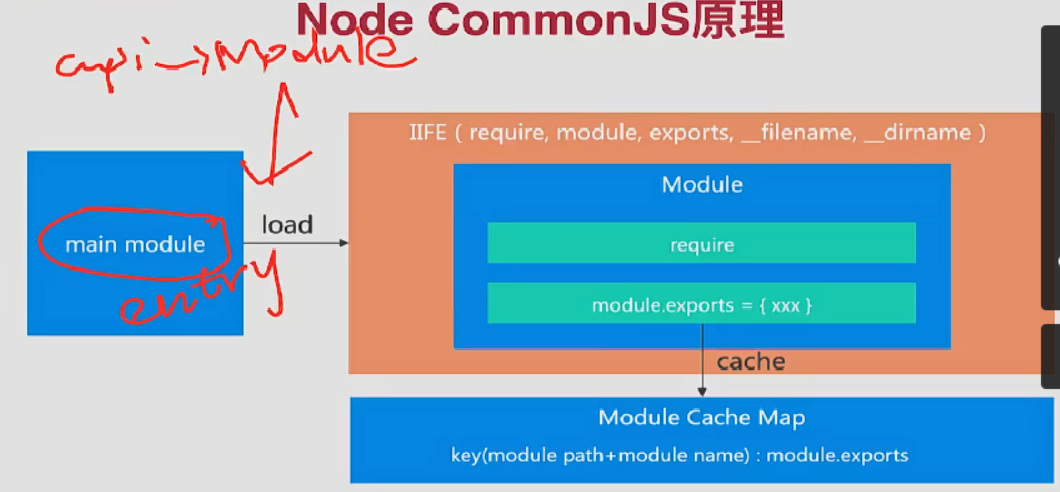 Node CommonJS原理
api→Module
IIFE ( require, module, exports, __filename, __dirname )
Module
load
main module
require
entry
module.exports = { xxx }
cache
Module Cache Map
key(module path+module name) : module.exports